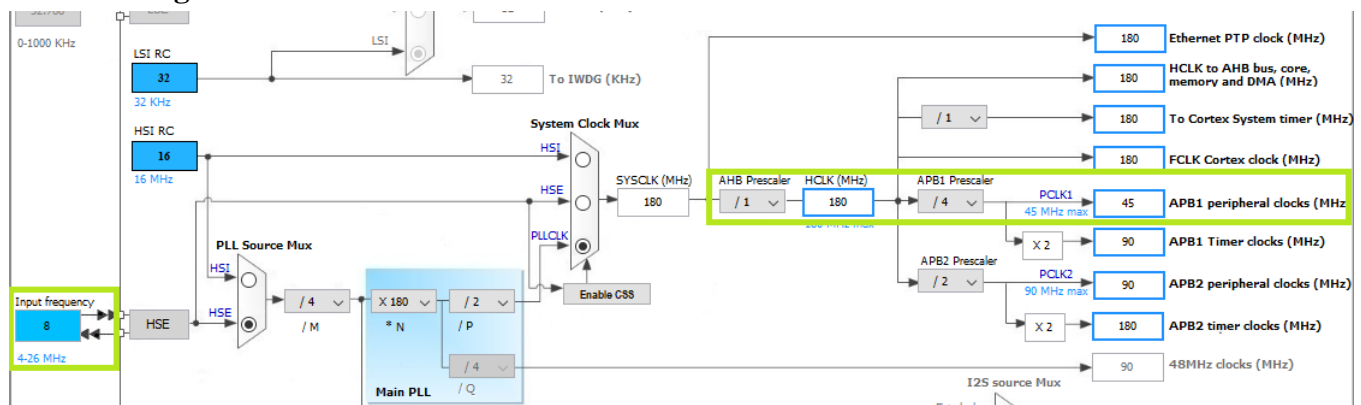 0-1000 KHz
LSI RC
32
32 KHz
LSI
32
To IWDG (KHz)
HSI RC
16
16 MHz
System Clock Mux
HSI
HSE
PLLCLK
SYSCLK (MHz)
180
Enable CSS
AHB Prescaler
/ 1
HCLK (MHz)
180
180
Ethernet PTP clock (MHz)
180
HCLK to AHB bus, core,
memory and DMA (MHz)
/ 1
180
To Cortex System timer (MHz)
180
FCLK Cortex clock (MHz)
APB1 Prescaler
/ 4
PCLK1
45 MHz max
45
APB1 peripheral clocks (MHz
X 2
90
APB1 Timer clocks (MHz)
APB2 Prescaler
/ 2
PCLK2
90 MHz max
90
APB2 peripheral clocks (MHz)
X 2
180
APB2 timer clocks (MHz)
PLL Source Mux
HSI
HSE
Input frequency
8
4-26 MHz
HSE
/ 4
/ M
X 180
* N
/ 2
/ P
/ 4
/ Q
Main PLL
90
48MHz clocks (MHz)
I2S source Mux